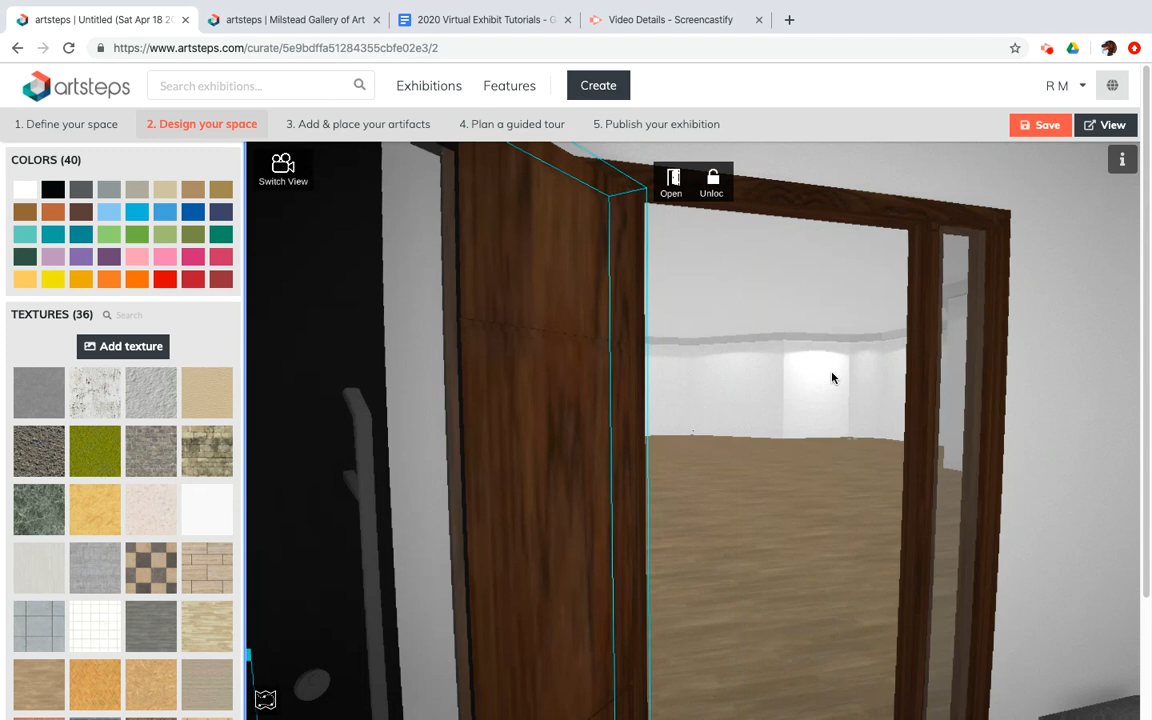 artsteps | Untitled (Sat Apr 18 20
artsteps | Milstead Gallery of Art
2020 Virtual Exhibit Tutorials - G
Video Details - Screencastify
https://www.artsteps.com/curate/5e9bdffa51284355cbfe02e3/2
artsteps
Search exhibitions...
Exhibitions
Features
Create
R M
1. Define your space
2. Design your space
3. Add & place your artifacts
4. Plan a guided tour
5. Publish your exhibition
Save
View
COLORS (40)
Switch View
Open
Unloc
TEXTURES (36)
Search
Add texture